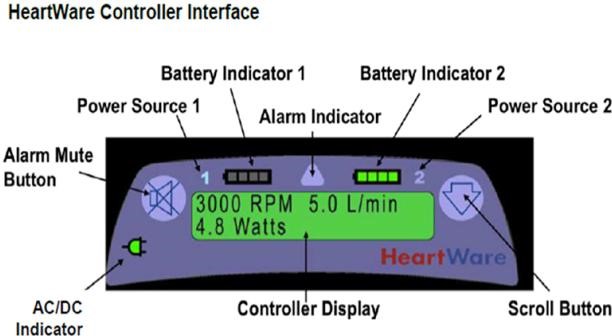 HeartWare Controller Interface
Battery Indicator 1
Battery Indicator 2
Power Source 1
Alarm Indicator
Power Source 2
Alarm Mute
Button
1
2
3000 RPM 5.0 L/min
4.8 Watts
HeartWare
AC/DC
Indicator
Controller Display
Scroll Button